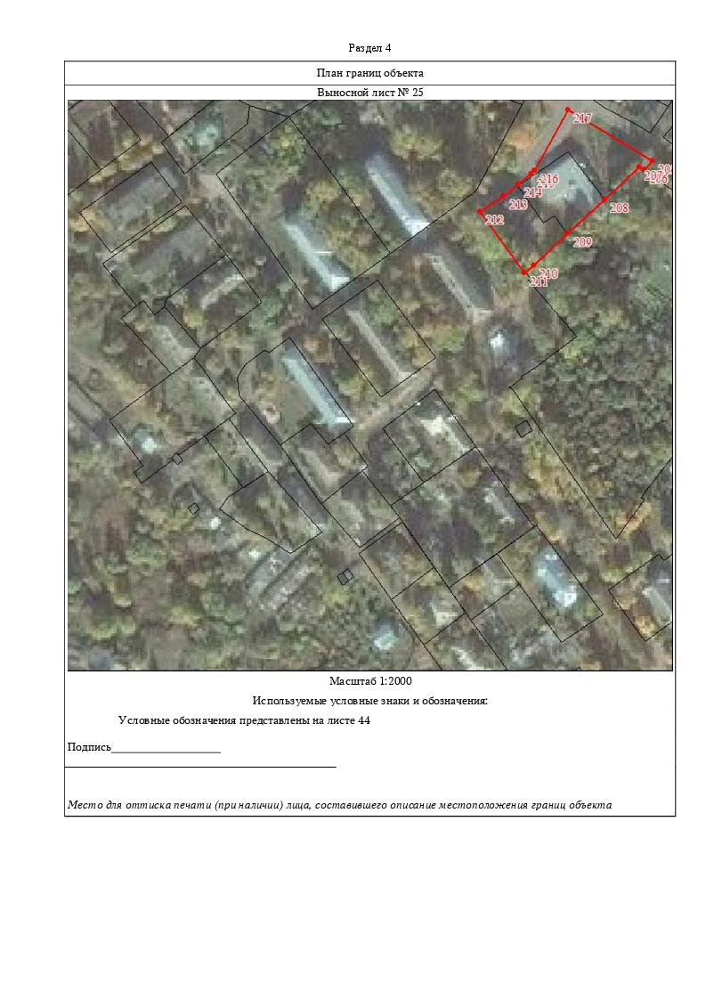 Раздел 4
План границ объекта
Выносной лист № 25
217
216
214
213
212
208
209
210
211
Масштаб 1:2000
Используемые условные знаки и обозначения:
Условные обозначения представлены на листе 44
Подпись
Место для оттиска печати (при наличии) лица, составившего описание местоположения границ объекта